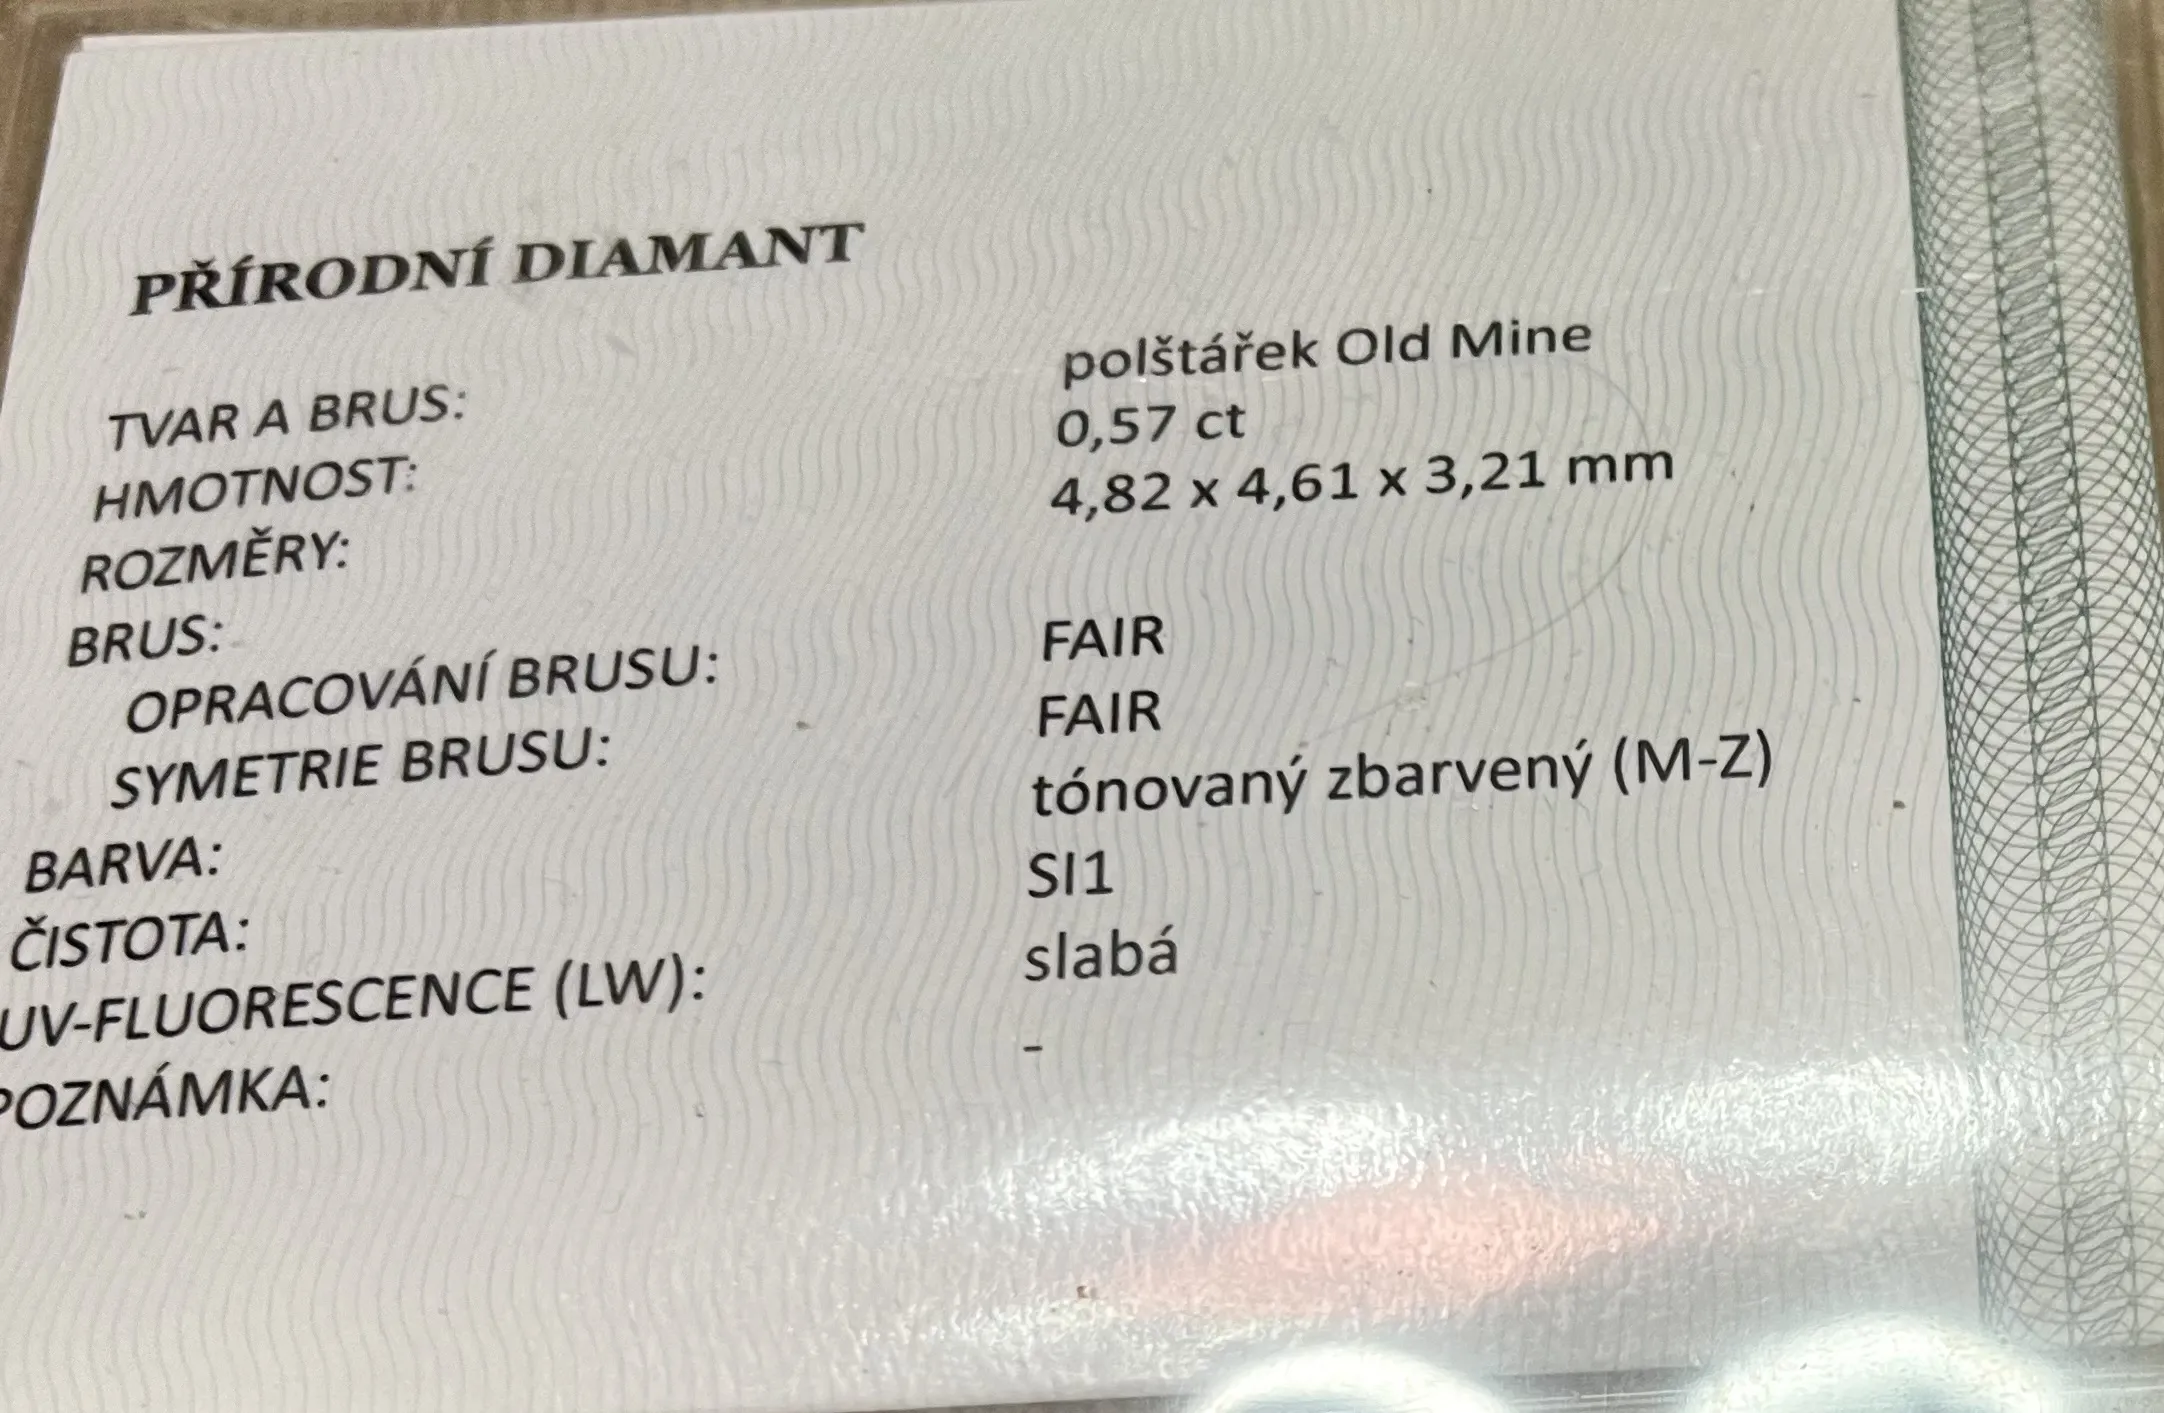 PŘÍRODNÍ DIAMANT
TVAR A BRUS: polštářek Old Mine
HMOTNOST: 0,57 ct
ROZMĚRY: 4,82 x 4,61 x 3,21 mm
BRUS:
OPRACOVÁNÍ BRUSU: FAIR
SYMETRIE BRUSU: FAIR
BARVA: tónovaný zbarvený (M-Z)
ČISTOTA: SI1
UV-FLUORESCENCE (LW): slabá
POZNÁMKA: -